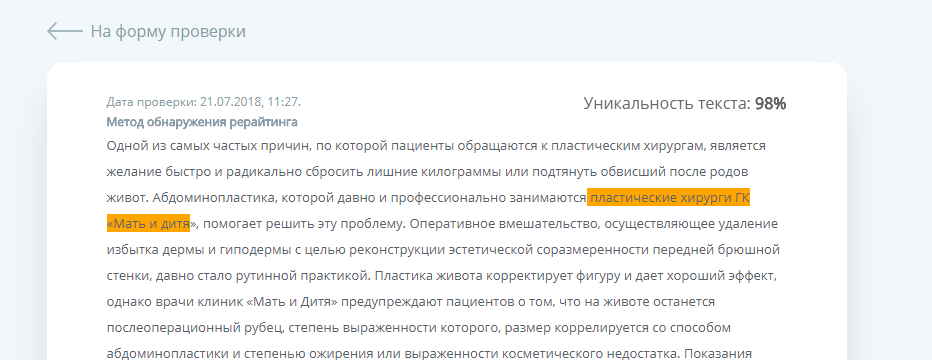 На форму проверки
Дата проверки: 21.07.2018, 11:27.
Уникальность текста: 98%
Метод обнаружения рерайтинга
Одной из самых частых причин, по которой пациенты обращаются к пластическим хирургам, является
желание быстро и радикально сбросить лишние килограммы или подтянуть обвисший после родов
живот. Абдоминопластика, которой давно и профессионально занимаются пластические хирурги ГК
«Мать и дитя», помогает решить эту проблему. Оперативное вмешательство, осуществляющее удаление
избытка дермы и гиподермы с целью реконструкции эстетической соразмеренности передней брюшной
стенки, давно стало рутинной практикой. Пластика живота корректирует фигуру и дает хороший эффект,
однако врачи клиник «Мать и Дитя» предупреждают пациентов о том, что на животе останется
послеоперационный рубец, степень выраженности которого, размер коррелируется со способом
абдоминопластики и степенью ожирения или выраженности косметического недостатка. Показания